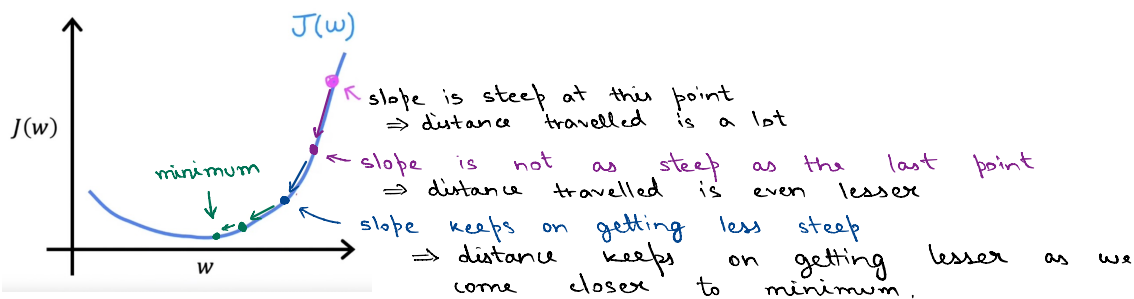 J(w)
slope is steep at this point
⇒ distance travelled is a lot
J(w)
slope is not as steep as the last point
minimum
⇒ distance travelled is even lesser
slope keeps on getting less steep
⇒ distance keeps on getting lesser as we
w
come closer to minimum.